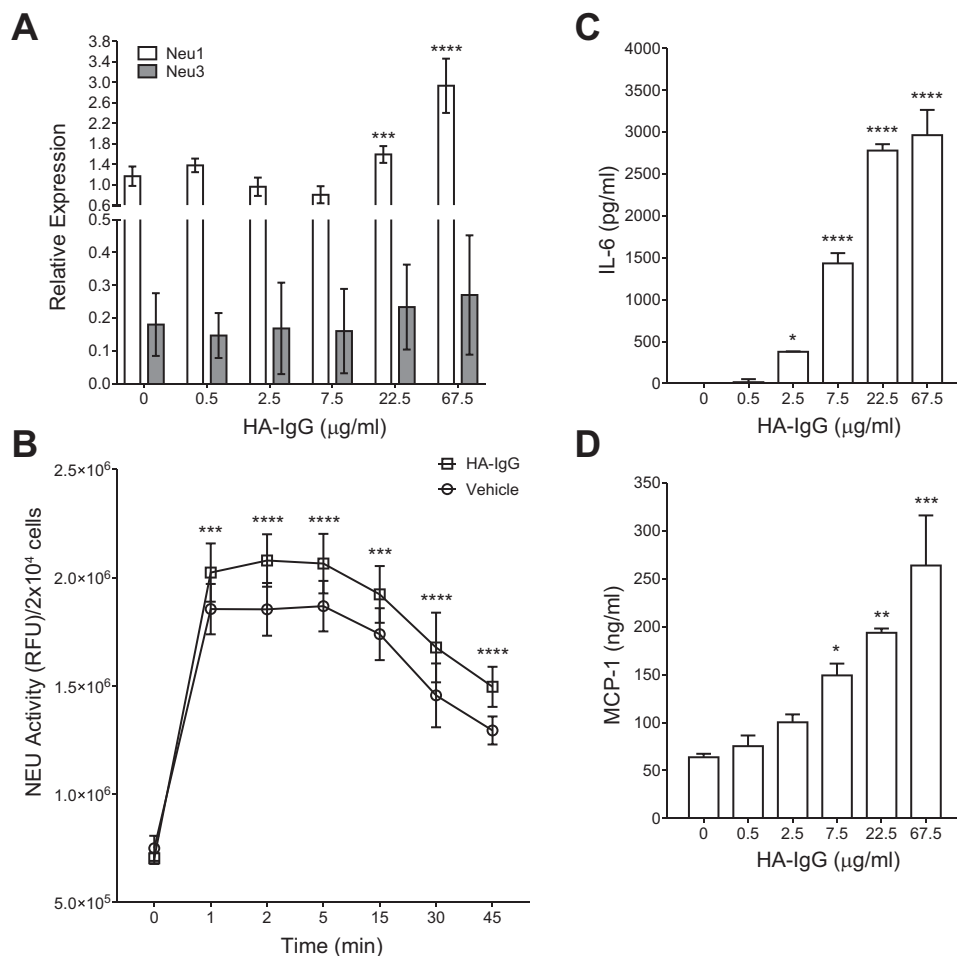 A
Relative Expression
3.8
3.4
3.0
2.6
2.2
1.8
1.4
1.0
0.6
0.5
0.4
0.3
0.2
0.1
0.0
Neu1
Neu3
***
****
0 0.5 2.5 7.5 22.5 67.5
HA-IgG (μg/ml)
C
IL-6 (pg/ml)
4000
3500
3000
2500
2000
1500
1000
500
0
*
****
****
****
0 0.5 2.5 7.5 22.5 67.5
HA-IgG (μg/ml)
B
NEU Activity (RFU)/2x10⁴ cells
2.5×10⁶
2.0×10⁶
1.5×10⁶
1.0×10⁶
5.0×10⁵
HA-IgG
Vehicle
*** **** **** *** **** ****
0 1 2 5 15 30 45
Time (min)
D
MCP-1 (ng/ml)
350
300
250
200
150
100
50
0
*
**
***
0 0.5 2.5 7.5 22.5 67.5
HA-IgG (μg/ml)